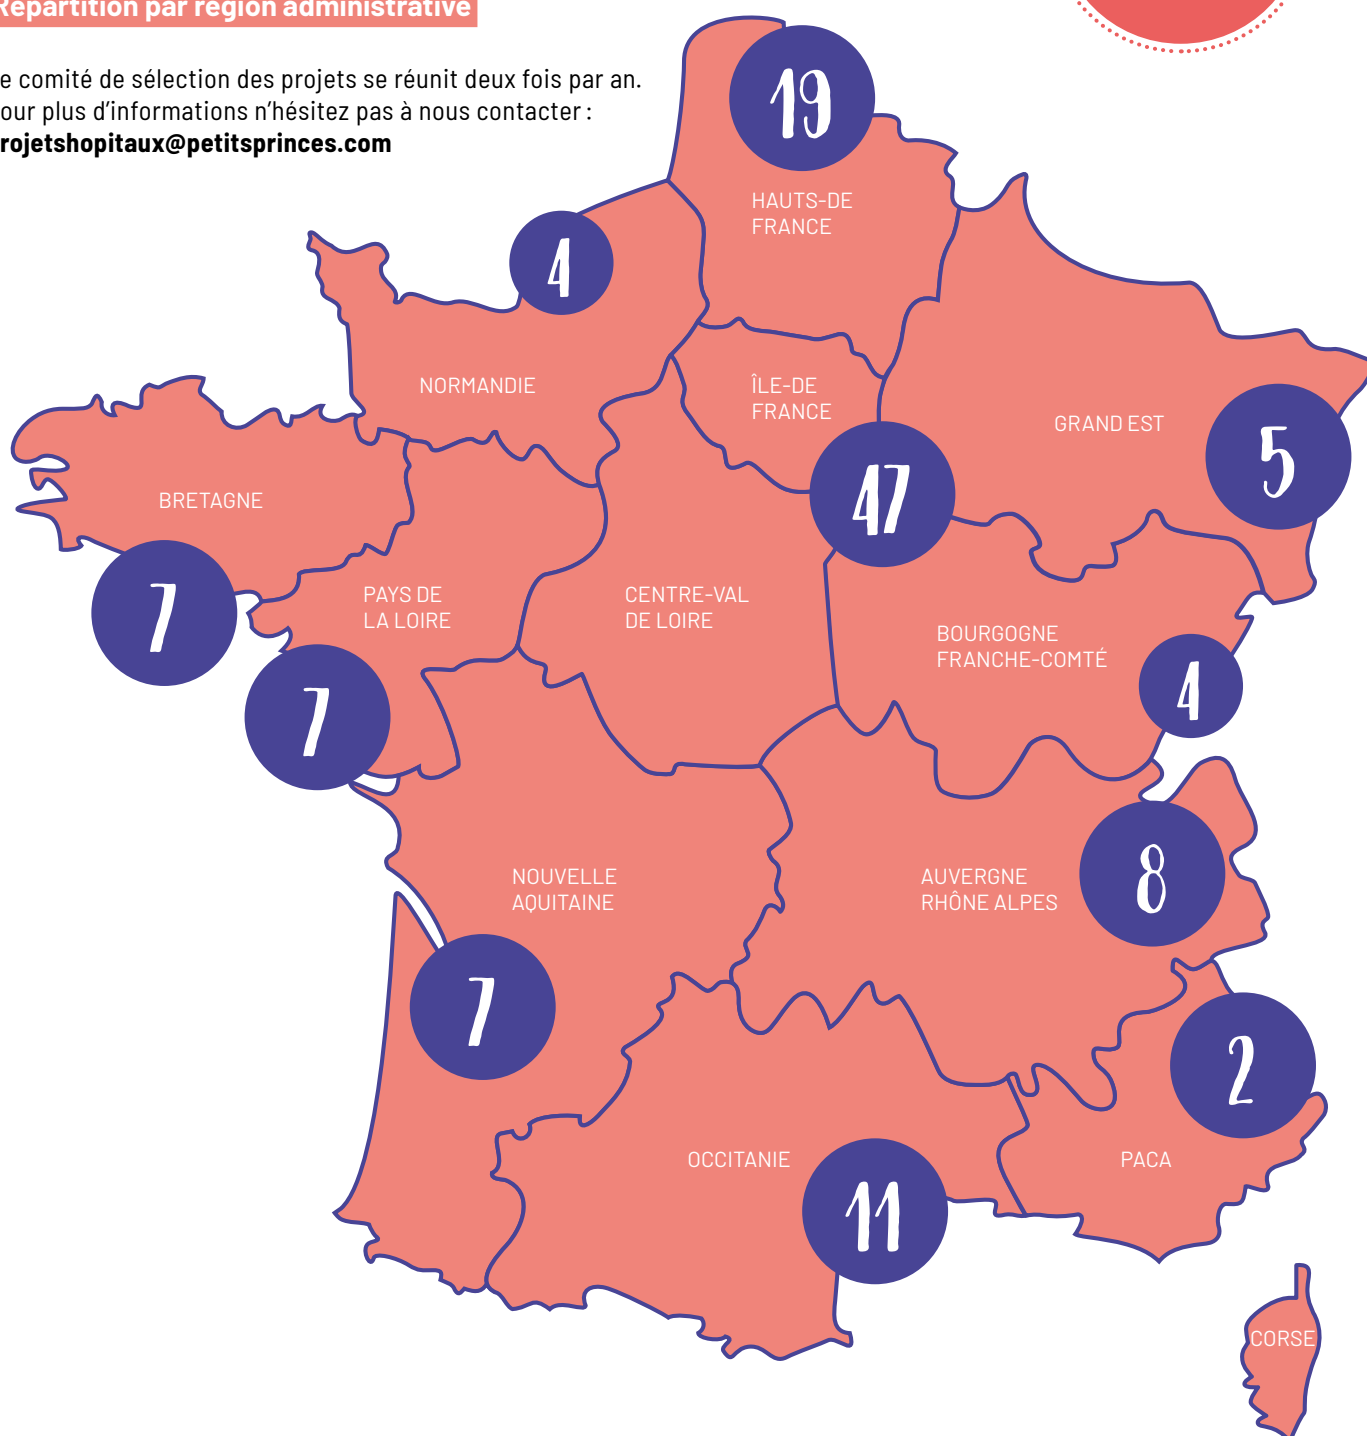 Répartition par région administrative
e comité de sélection des projets se réunit deux fois par an.
our plus d'informations n'hésitez pas à nous contacter :
rojetshopitaux@petitsprinces.com
19
HAUTS-DE
FRANCE
4
NORMANDIE
ÎLE-DE
FRANCE
47
GRAND EST
5
BRETAGNE
7
PAYS DE
LA LOIRE
7
CENTRE-VAL
DE LOIRE
BOURGOGNE
FRANCHE-COMTÉ
4
NOUVELLE
AQUITAINE
7
AUVERGNE
RHÔNE ALPES
8
2
OCCITANIE
11
PACA
CORSE